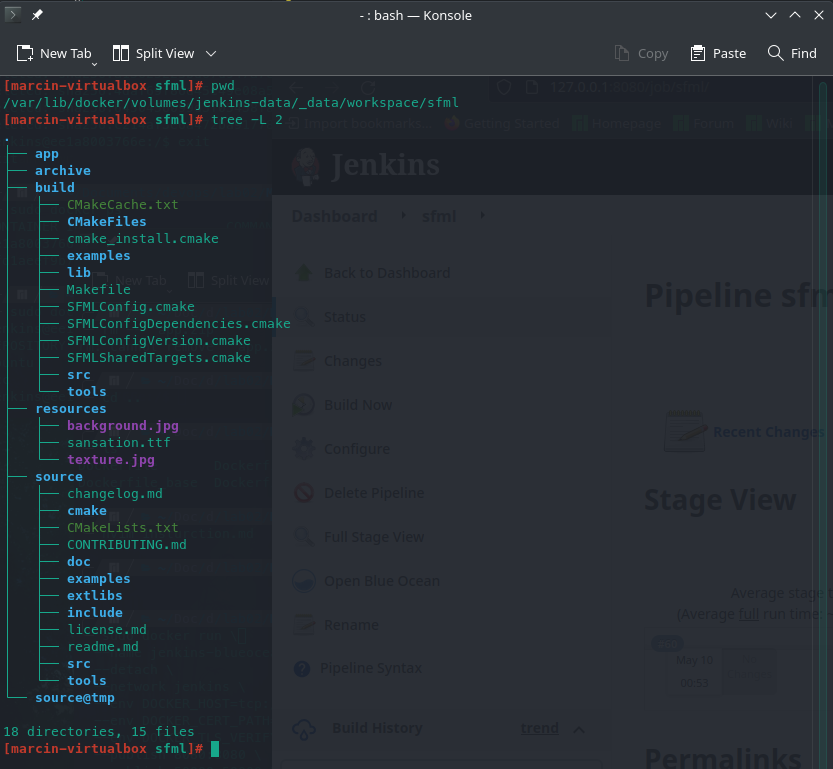 - : bash — Konsole
New Tab Split View Copy Paste Find
[marcin-virtualbox sfml]# pwd
/var/lib/docker/volumes/jenkins-data/_data/workspace/sfml
[marcin-virtualbox sfml]# tree -L 2
.
├── app
├── archive
├── build
│   ├── CMakeCache.txt
│   ├── CMakeFiles
│   ├── cmake_install.cmake
│   ├── examples
│   ├── lib
│   ├── Makefile
│   ├── SFMLConfig.cmake
│   ├── SFMLConfigDependencies.cmake
│   ├── SFMLConfigVersion.cmake
│   ├── SFMLSharedTargets.cmake
│   ├── src
│   └── tools
├── resources
│   ├── background.jpg
│   ├── sansation.ttf
│   └── texture.jpg
├── source
│   ├── changelog.md
│   ├── cmake
│   ├── CMakeLists.txt
│   ├── CONTRIBUTING.md
│   ├── doc
│   ├── examples
│   ├── extlibs
│   ├── include
│   ├── license.md
│   ├── readme.md
│   ├── src
│   └── tools
└── source@tmp
18 directories, 15 files
[marcin-virtualbox sfml]#
Import bookmarks... Getting Started Homepage Forum Wiki
Jenkins
Dashboard sfml
New Tab Split View
Back to Dashboard
Status
Changes
Build Now
Configure
Delete Pipeline
Full Stage View
Open Blue Ocean
Rename
Pipeline Syntax
Build History trend
Pipeline sfm
Recent Changes
Stage View
Average stage
(Average full run time:
May 10
00:53
Permalinks